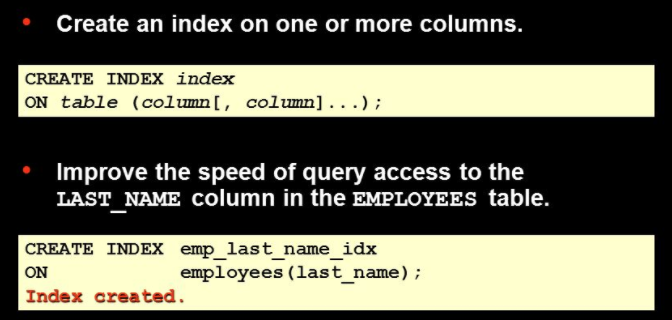 • Create an index on one or more columns.
CREATE INDEX index
ON table (column[, column]...);
• Improve the speed of query access to the
LAST_NAME column in the EMPLOYEES table.
CREATE INDEX emp_last_name_idx
ON employees(last_name);
Index created.